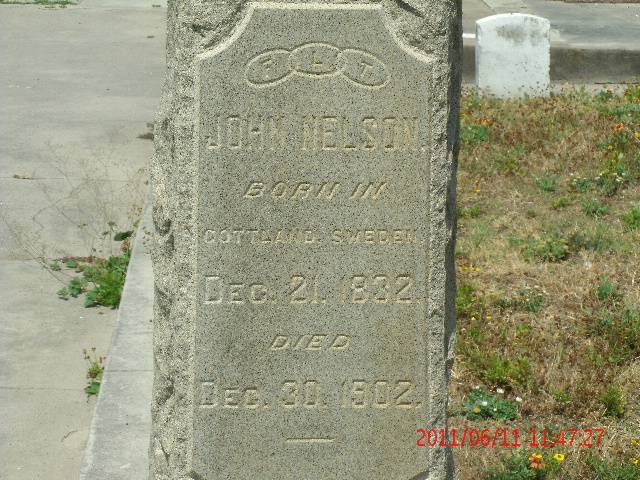 F L T
JOHN NELSON.
BORN IN
GOTTLAND. SWEDEN.
DEC. 21. 1832.
DIED
DEC. 30. 1902.
2011/06/11 11:47:27